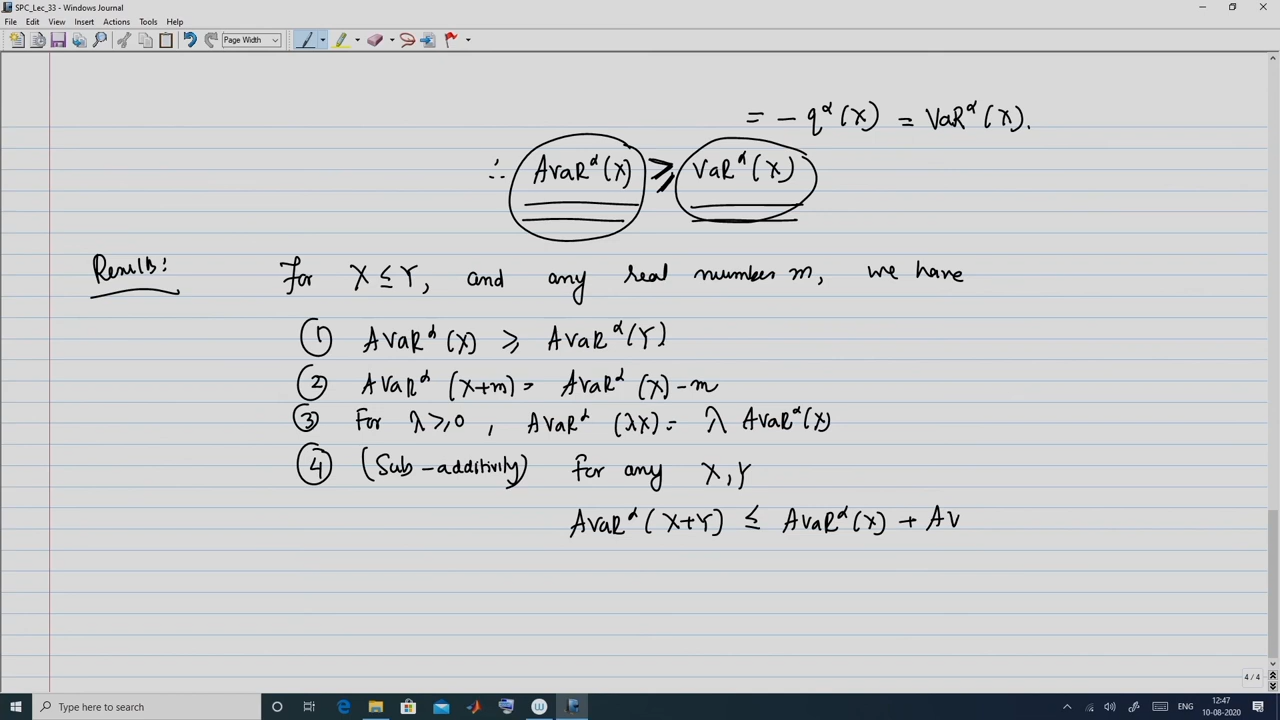 SPC_Lec_33 - Windows Journal
File Edit View Insert Actions Tools Help
Page Width
= - q^α (X) = VaR^α (X).
∴ AVaR^α (X) ≥ VaR^α (X)
Results: For X ≤ Y, and any real number m, we have
① AVaR^α (X) ≥ AVaR^α (Y)
② AVaR^α (X+m) = AVaR^α (X) - m
③ For λ ≥ 0, AVaR^α (λX) = λ AVaR^α (X)
④ (Sub-additivity) For any X, Y
AVaR^α (X+Y) ≤ AVaR^α (X) + AV
4 / 4
Type here to search
12:47
10-08-2020